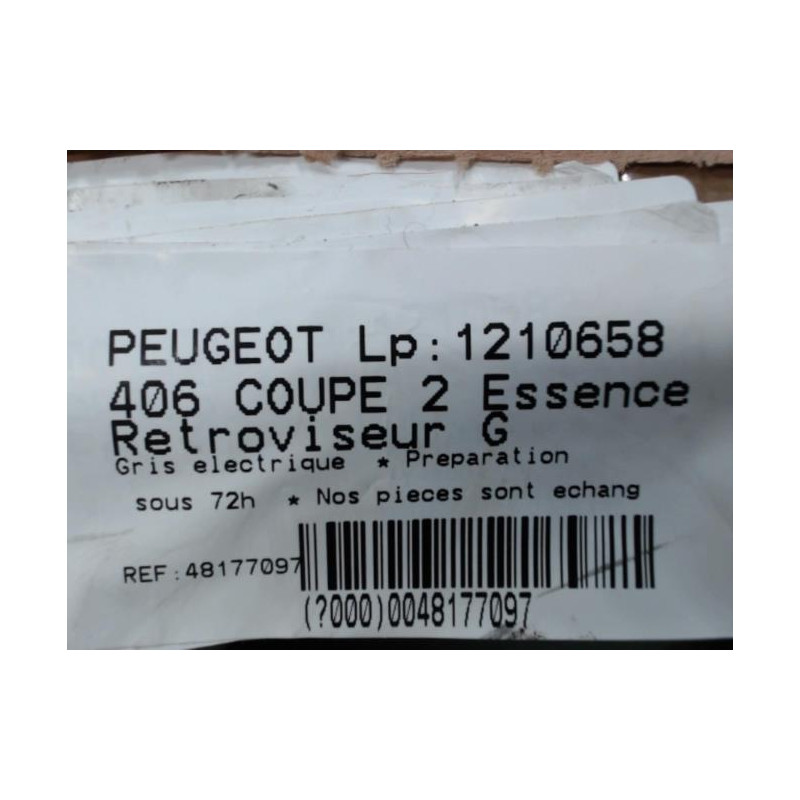 PEUGEOT Lp:1210658
406 COUPE 2 Essence
Retroviseur G
Gris electrique * Preparation
sous 72h * Nos pieces sont echang
REF:48177097
(?000)0048177097